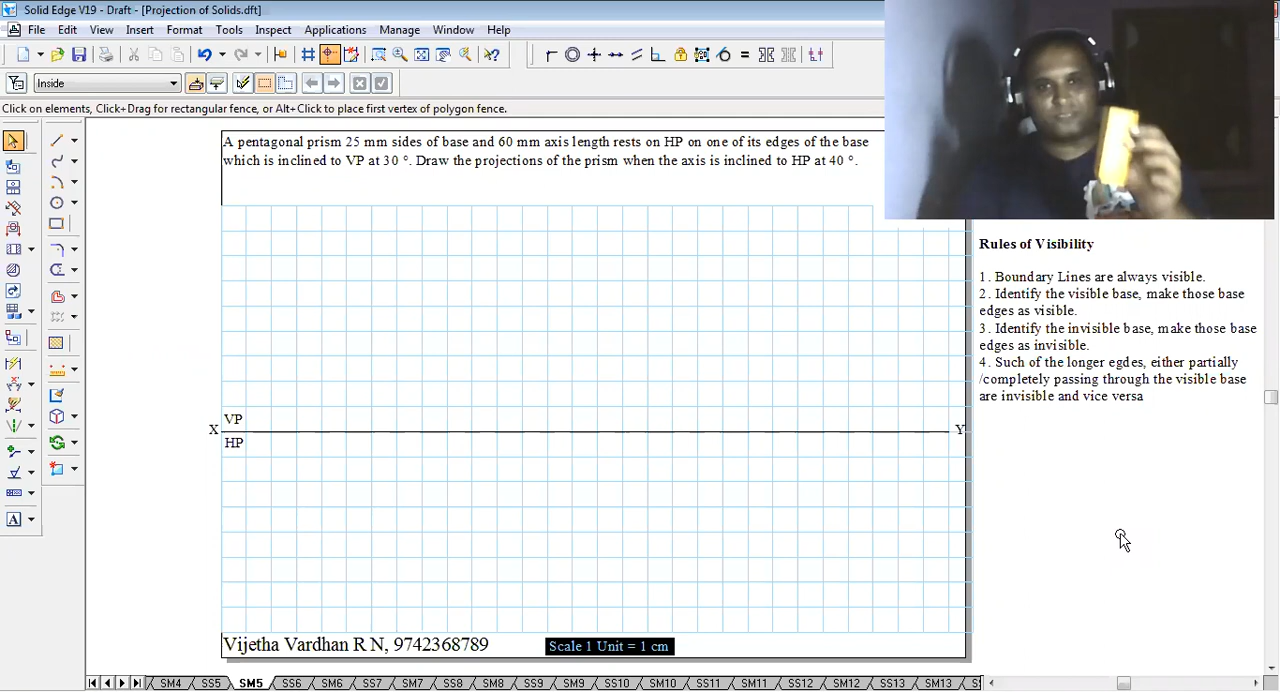 Solid Edge V19 - Draft - [Projection of Solids.dft]
File Edit View Insert Format Tools Inspect Applications Manage Window Help
Inside
Click on elements, Click+Drag for rectangular fence, or Alt+Click to place first vertex of polygon fence.
A pentagonal prism 25 mm sides of base and 60 mm axis length rests on HP on one of its edges of the base
which is inclined to VP at 30 °. Draw the projections of the prism when the axis is inclined to HP at 40 °.
Rules of Visibility
1. Boundary Lines are always visible.
2. Identify the visible base, make those base
edges as visible.
3. Identify the invisible base, make those base
edges as invisible.
4. Such of the longer egdes, either partially
/completely passing through the visible base
are invisible and vice versa
VP
X Y
HP
Vijetha Vardhan R N, 9742368789
Scale 1 Unit = 1 cm
SM4 SS5 SM5 SS6 SM6 SS7 SM7 SS8 SM8 SS9 SM9 SS10 SM10 SS11 SM11 SS12 SM12 SS13 SM13